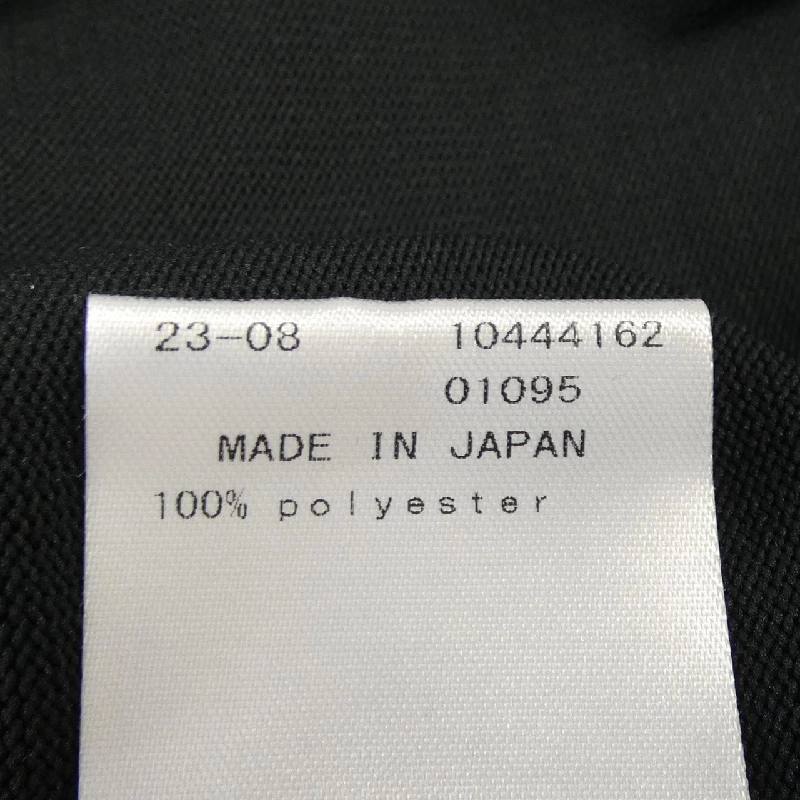 23-08 10444162
01095
MADE IN JAPAN
100% polyester